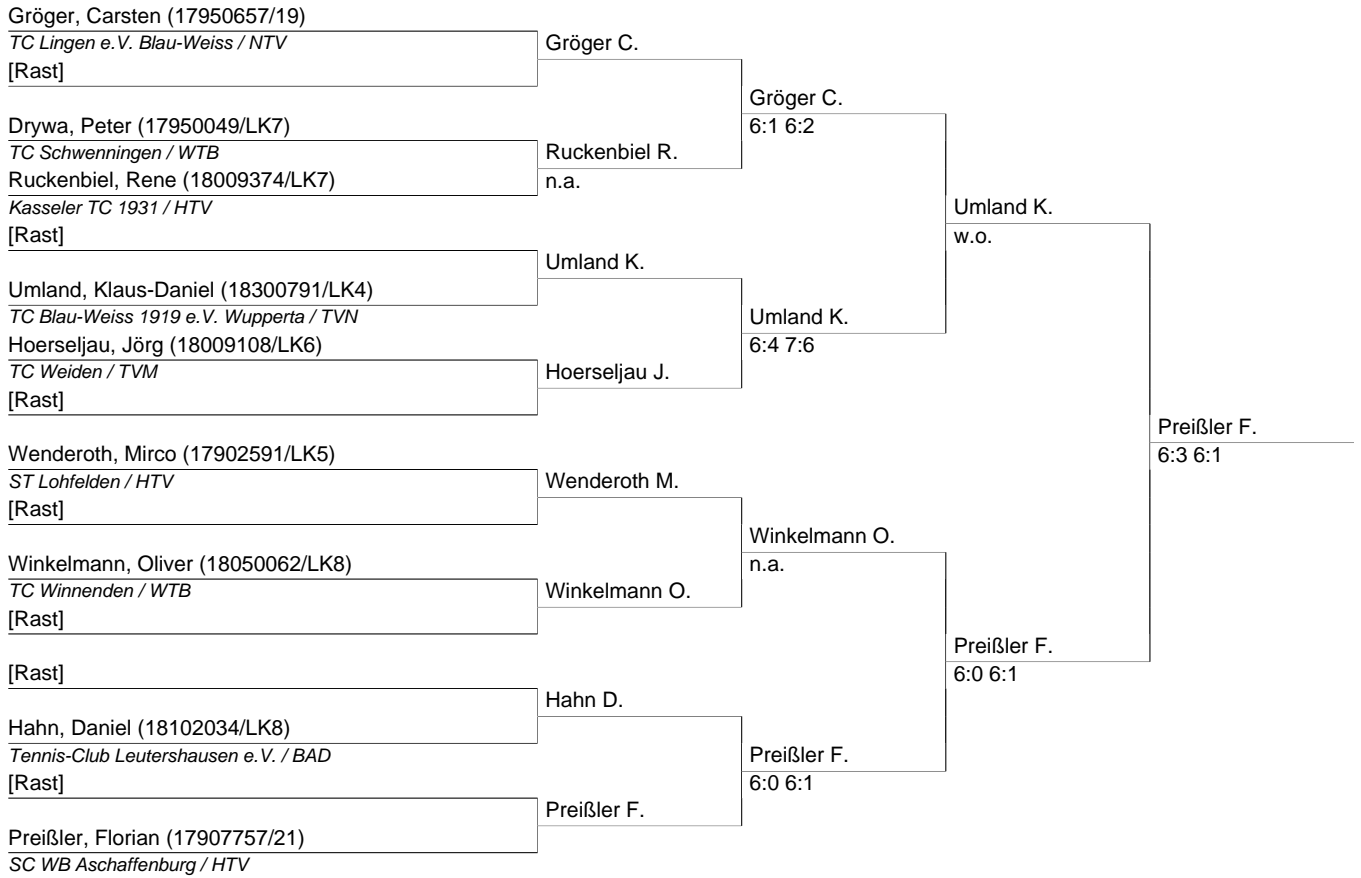 Gröger, Carsten (17950657/19)
TC Lingen e.V. Blau-Weiss / NTV
[Rast]
Drywa, Peter (17950049/LK7)
TC Schwenningen / WTB
Ruckenbiel, Rene (18009374/LK7)
Kasseler TC 1931 / HTV
[Rast]
Umland, Klaus-Daniel (18300791/LK4)
TC Blau-Weiss 1919 e.V. Wupperta / TVN
Hoerseljau, Jörg (18009108/LK6)
TC Weiden / TVM
[Rast]
Wenderoth, Mirco (17902591/LK5)
ST Lohfelden / HTV
[Rast]
Winkelmann, Oliver (18050062/LK8)
TC Winnenden / WTB
[Rast]
[Rast]
Hahn, Daniel (18102034/LK8)
Tennis-Club Leutershausen e.V. / BAD
[Rast]
Preißler, Florian (17907757/21)
SC WB Aschaffenburg / HTV
Gröger C.
Ruckenbiel R.
n.a.
Umland K.
Hoerseljau J.
Wenderoth M.
Winkelmann O.
Hahn D.
Preißler F.
Gröger C.
6:1 6:2
Umland K.
6:4 7:6
Winkelmann O.
n.a.
Preißler F.
6:0 6:1
Umland K.
w.o.
Preißler F.
6:0 6:1
Preißler F.
6:3 6:1